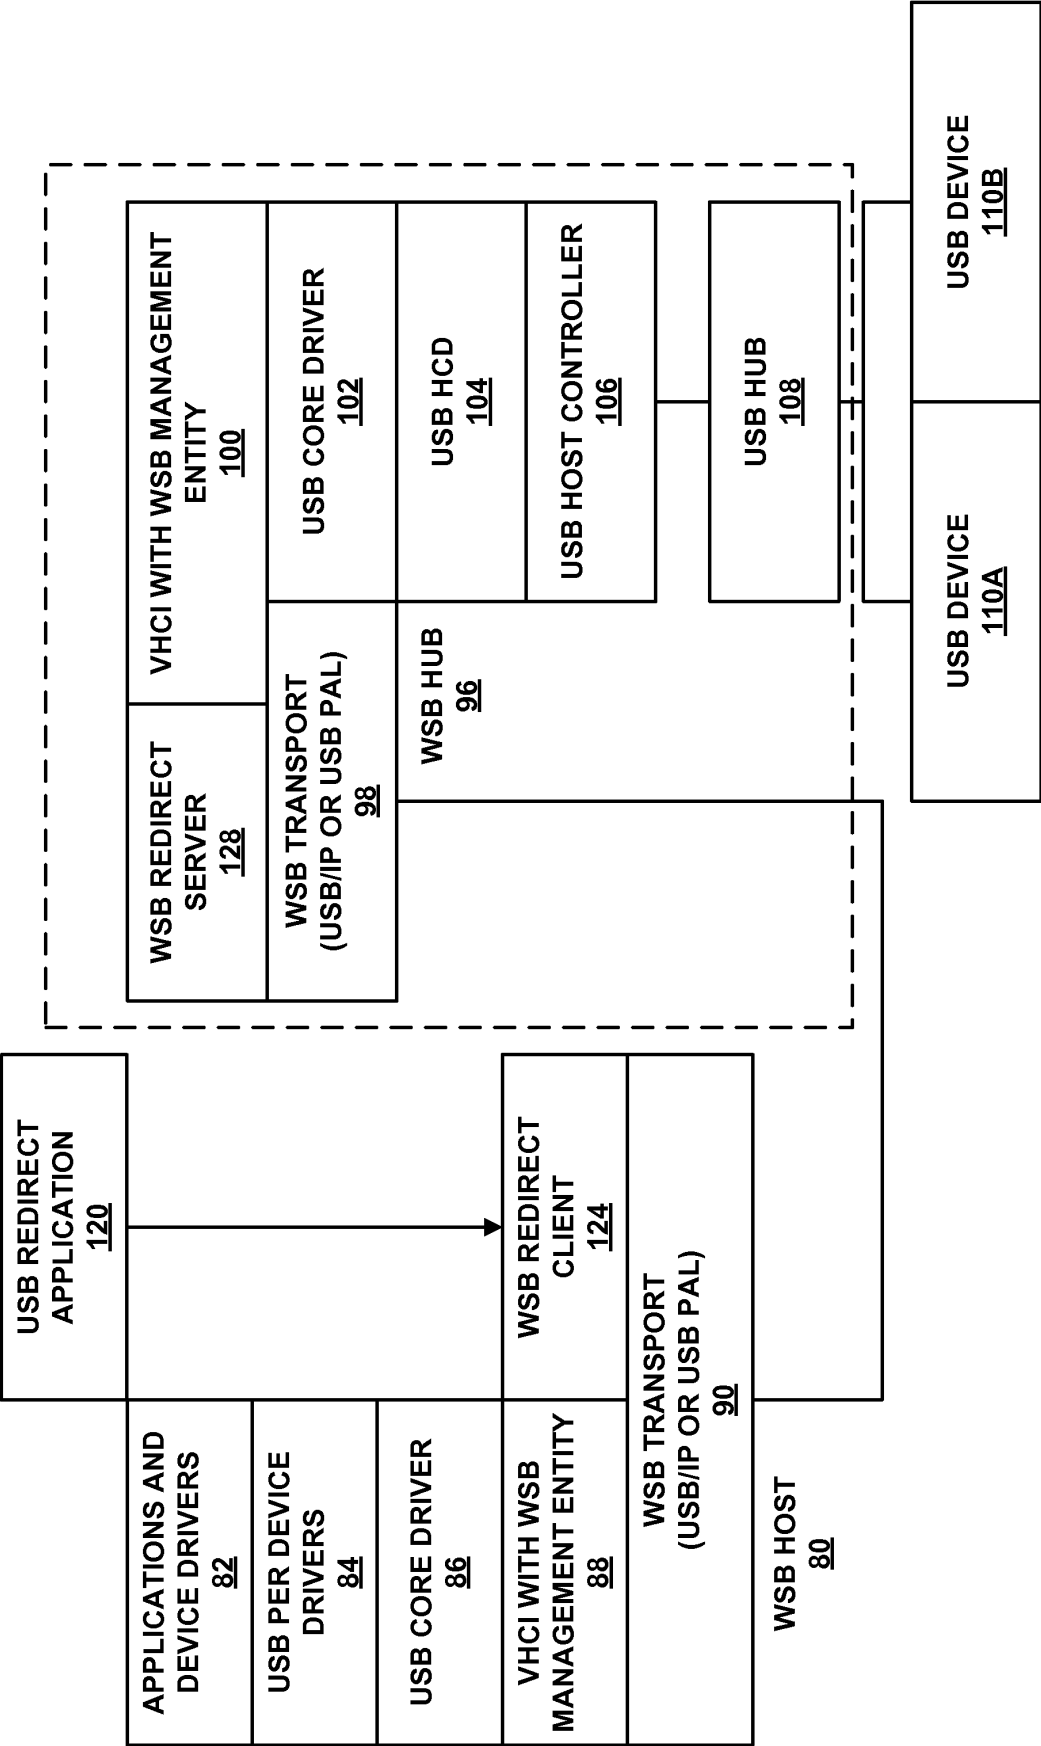 USB REDIRECT
APPLICATION
120
APPLICATIONS AND
DEVICE DRIVERS
82
USB PER DEVICE
DRIVERS
84
USB CORE DRIVER
86
VHCI WITH WSB
MANAGEMENT ENTITY
88
WSB REDIRECT
CLIENT
124
WSB TRANSPORT
(USB/IP OR USB PAL)
90
WSB HOST
80
WSB REDIRECT
SERVER
128
VHCI WITH WSB MANAGEMENT
ENTITY
100
WSB TRANSPORT
(USB/IP OR USB PAL)
98
USB CORE DRIVER
102
WSB HUB
96
USB HCD
104
USB HOST CONTROLLER
106
USB HUB
108
USB DEVICE
110A
USB DEVICE
110B